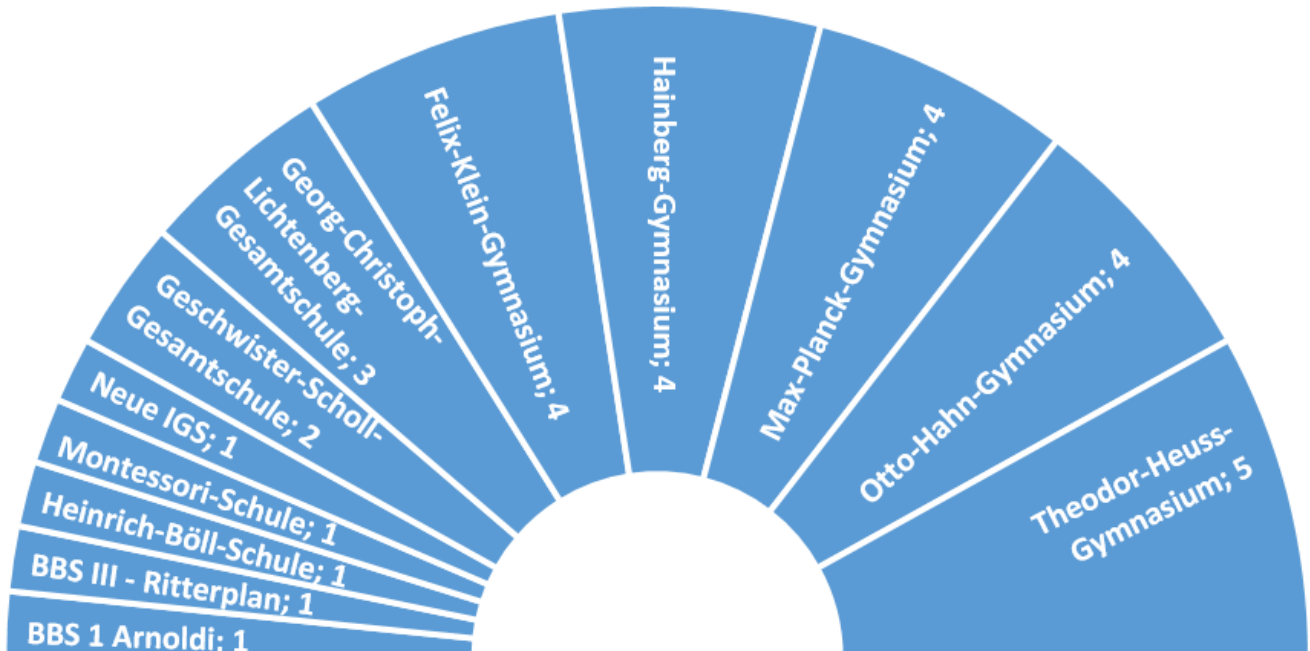 BBS 1 Arnoldi; 1
BBS III - Ritterplan; 1
Heinrich-Böll-Schule; 1
Montessori-Schule; 1
Neue IGS; 1
Geschwister-Scholl-
Gesamtschule; 2
Georg-Christoph-
Lichtenberg-
Gesamtschule; 3
Felix-Klein-Gymnasium; 4
Hainberg-Gymnasium; 4
Max-Planck-Gymnasium; 4
Otto-Hahn-Gymnasium; 4
Theodor-Heuss-
Gymnasium; 5